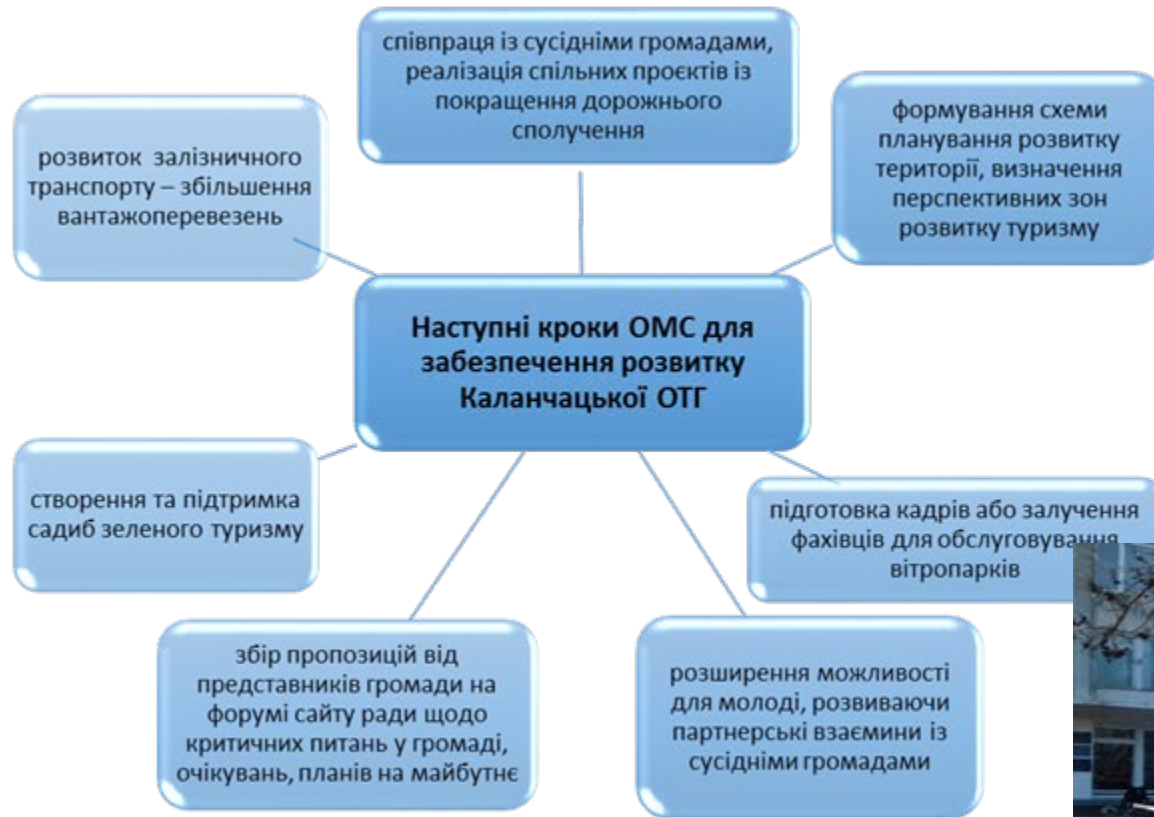 співпраця із сусідніми громадами,
реалізація спільних проєктів із
покращення дорожнього
сполучення
формування схеми
планування розвитку
території, визначення
перспективних зон
розвитку туризму
розвиток залізничного
транспорту – збільшення
вантажоперевезень
Наступні кроки ОМС для
забезпечення розвитку
Каланчацької ОТГ
створення та підтримка
садиб зеленого туризму
підготовка кадрів або залучення
фахівців для обслуговування
вітропарків
збір пропозицій від
представників громади на
форумі сайту ради щодо
критичних питань у громаді,
очікувань, планів на майбутнє
розширення можливості
для молоді, розвиваючи
партнерські взаємини із
сусідніми громадами